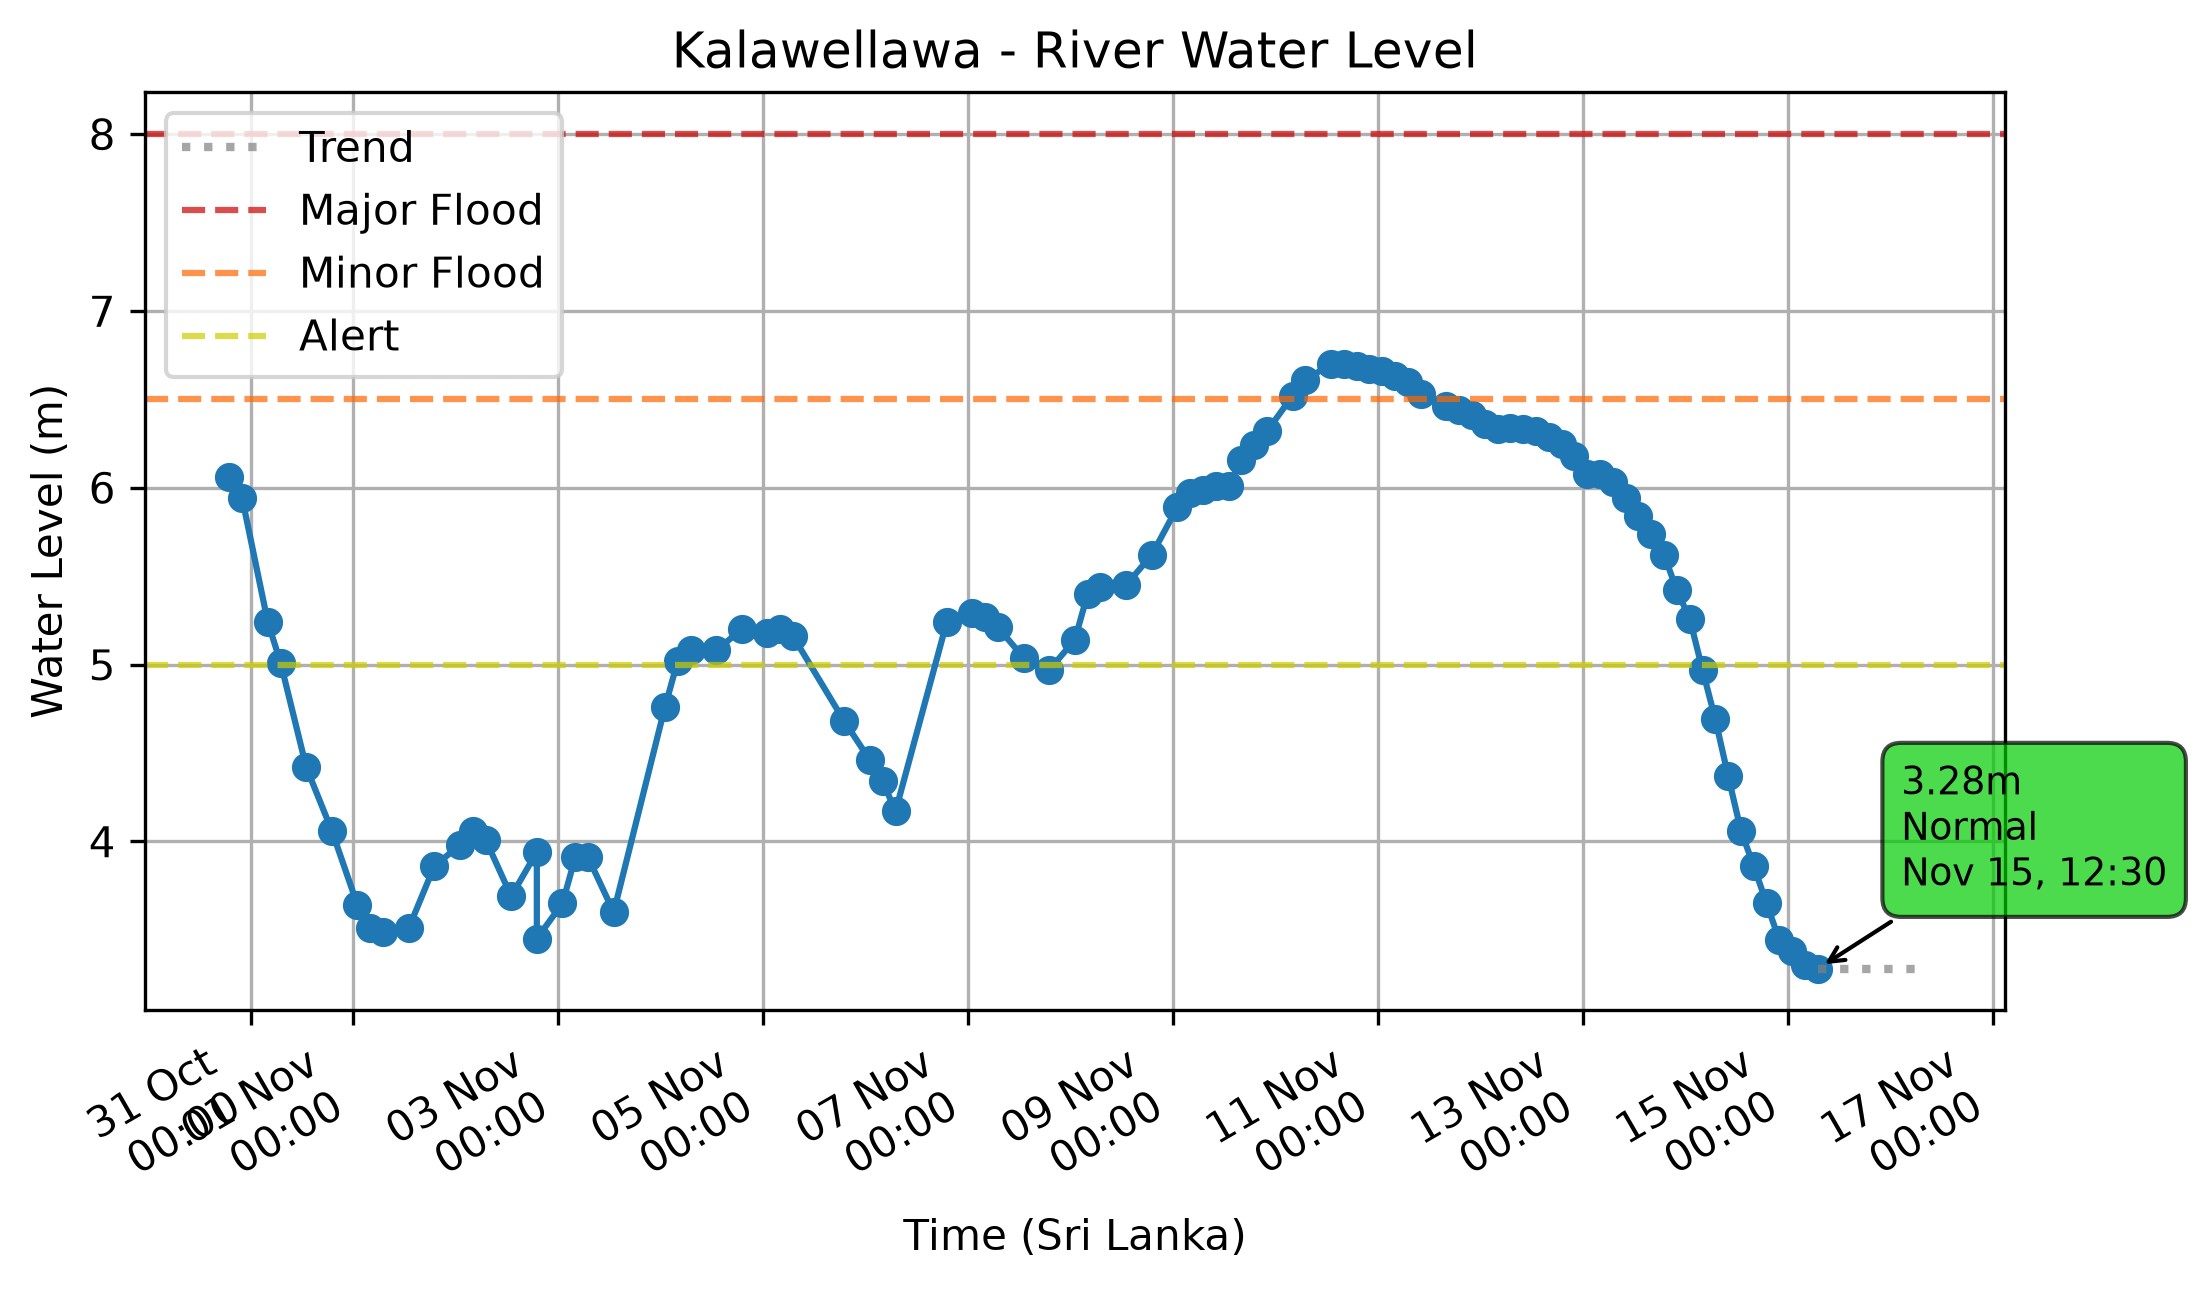 Kalawellawa - River Water Level
Trend
Major Flood
Minor Flood
Alert
Water Level (m)
8
7
6
5
4
3.28m
Normal
Nov 15, 12:30
31 Oct
00:00
01 Nov
00:00
03 Nov
00:00
05 Nov
00:00
07 Nov
00:00
09 Nov
00:00
11 Nov
00:00
13 Nov
00:00
15 Nov
00:00
17 Nov
00:00
Time (Sri Lanka)